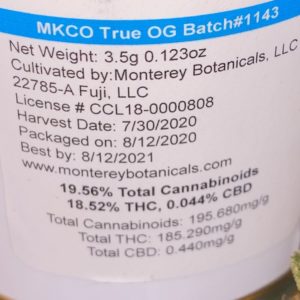 MKCO True OG Batch#1143
Net Weight: 3.5g 0.123oz
Cultivated by:Monterey Botanicals, LLC
22785-A Fuji, LLC
License # CCL18-0000808
Harvest Date: 7/30/2020
Packaged on: 8/12/2020
Best by: 8/12/2021
www.montereybotanicals.com
19.56% Total Cannabinoids
18.52% THC, 0.044% CBD
Total Cannabinoids: 195.680mg/g
Total THC: 185.290mg/g
Total CBD: 0.440mg/g